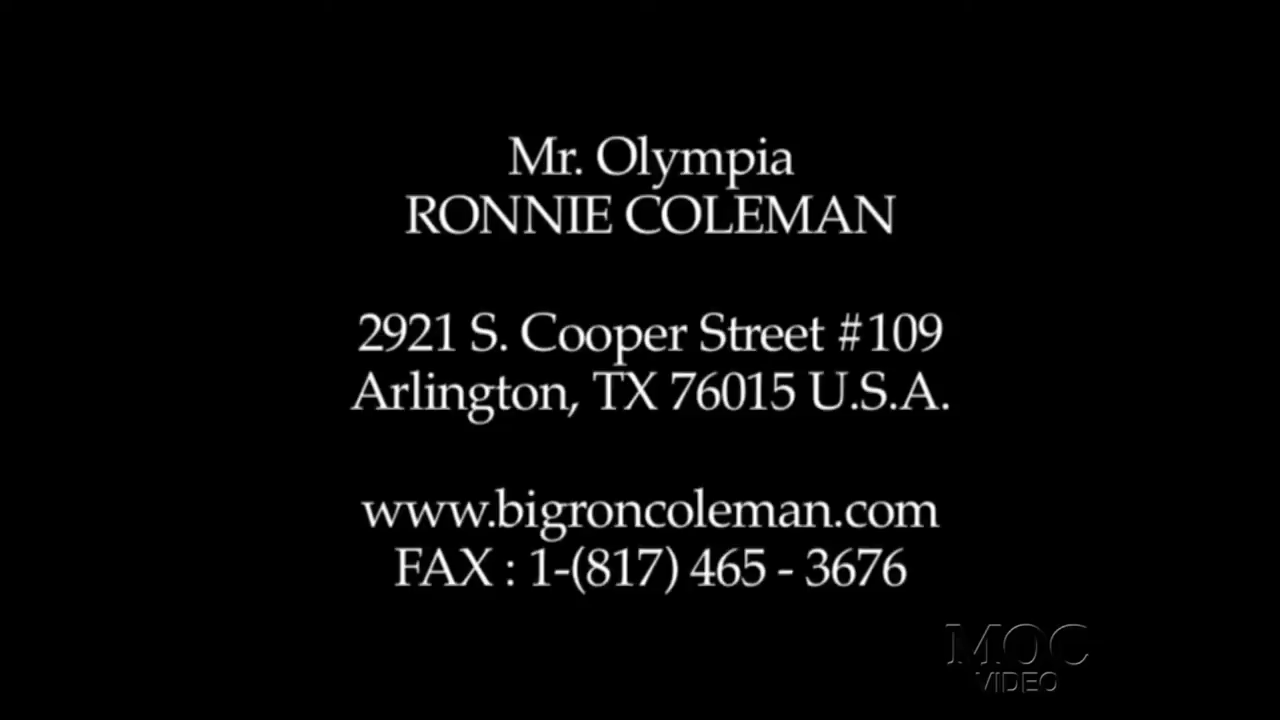 Mr. Olympia
RONNIE COLEMAN
2921 S. Cooper Street #109
Arlington, TX 76015 U.S.A.
www.bigroncoleman.com
FAX : 1-(817) 465 - 3676
MOC
VIDEO